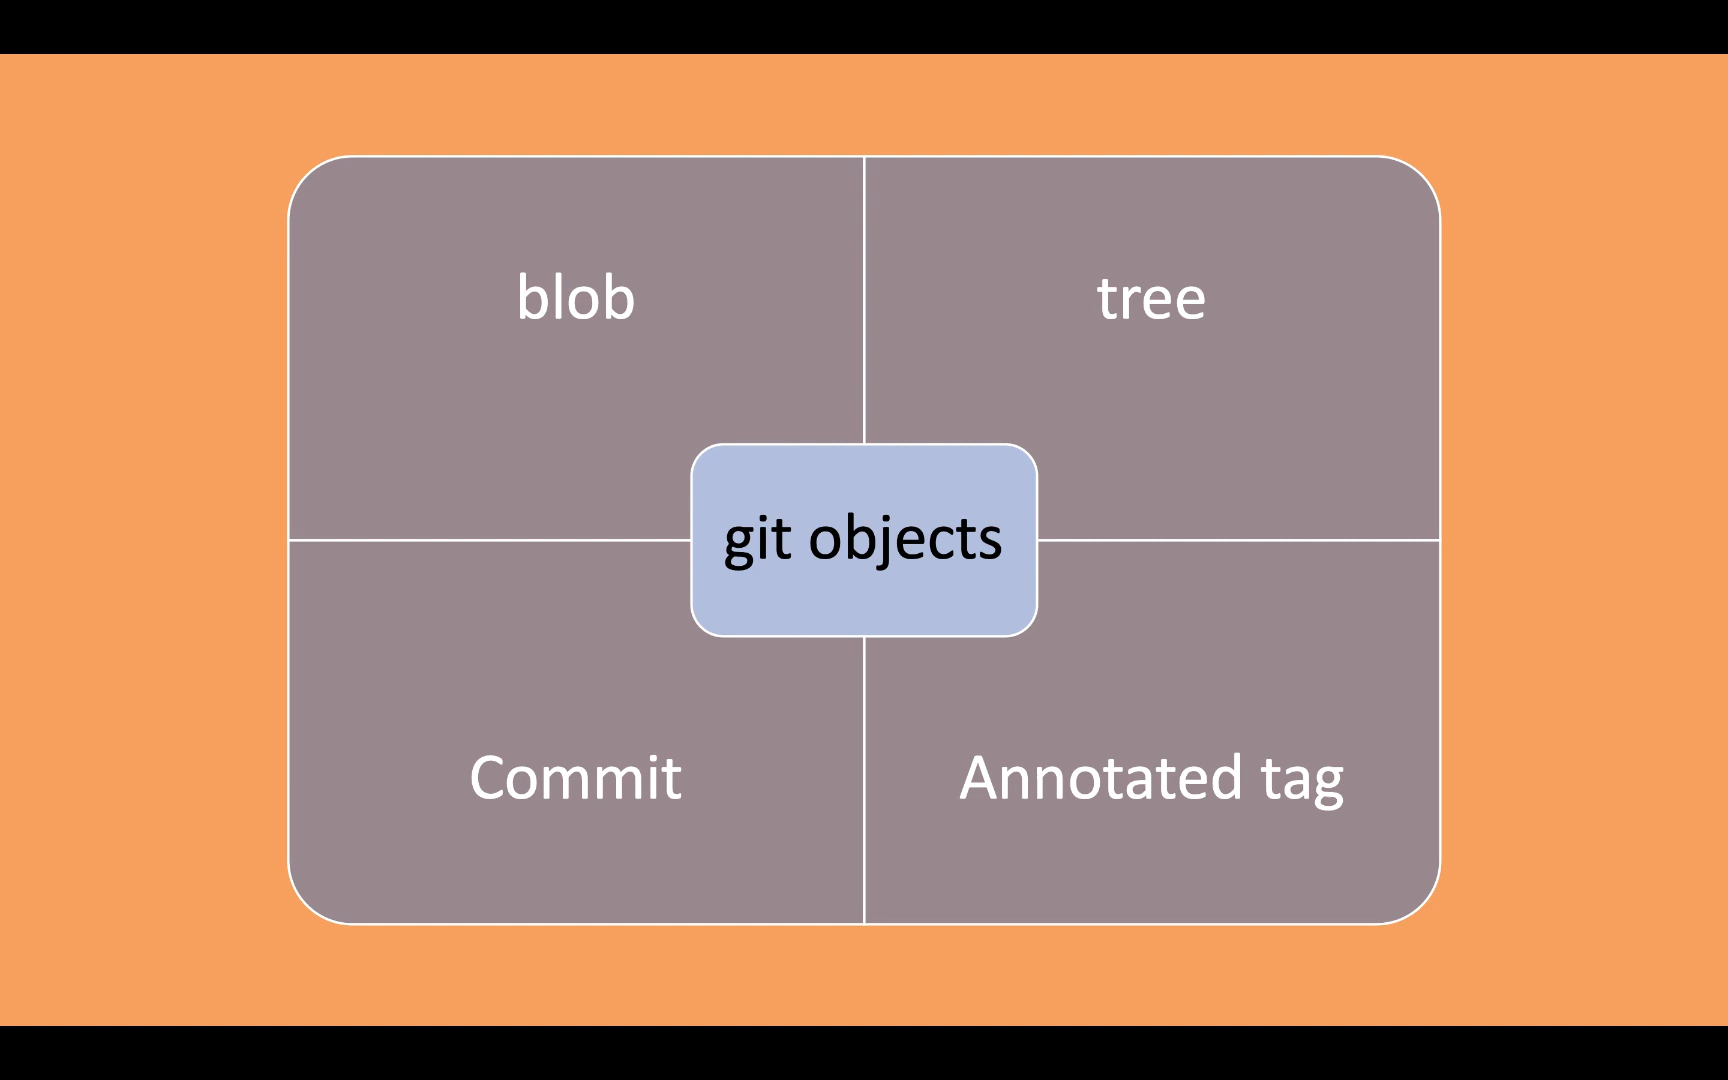 blob
tree
git objects
Commit
Annotated tag